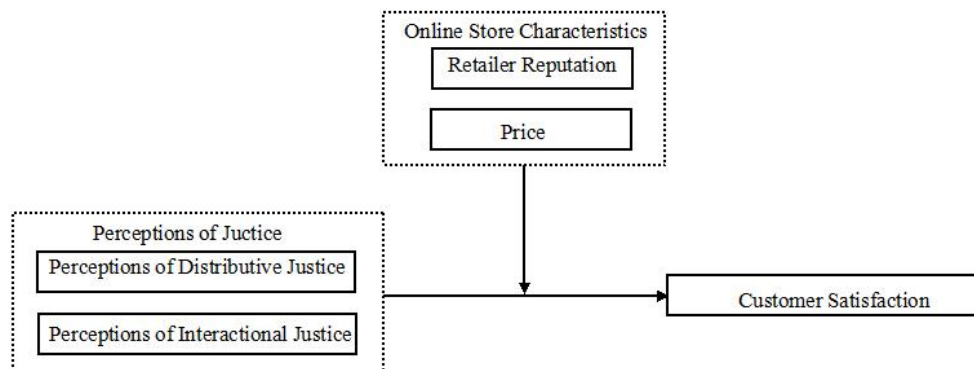 Online Store Characteristics
Retailer Reputation
Price
Perceptions of Juctice
Perceptions of Distributive Justice
Perceptions of Interactional Justice
Customer Satisfaction